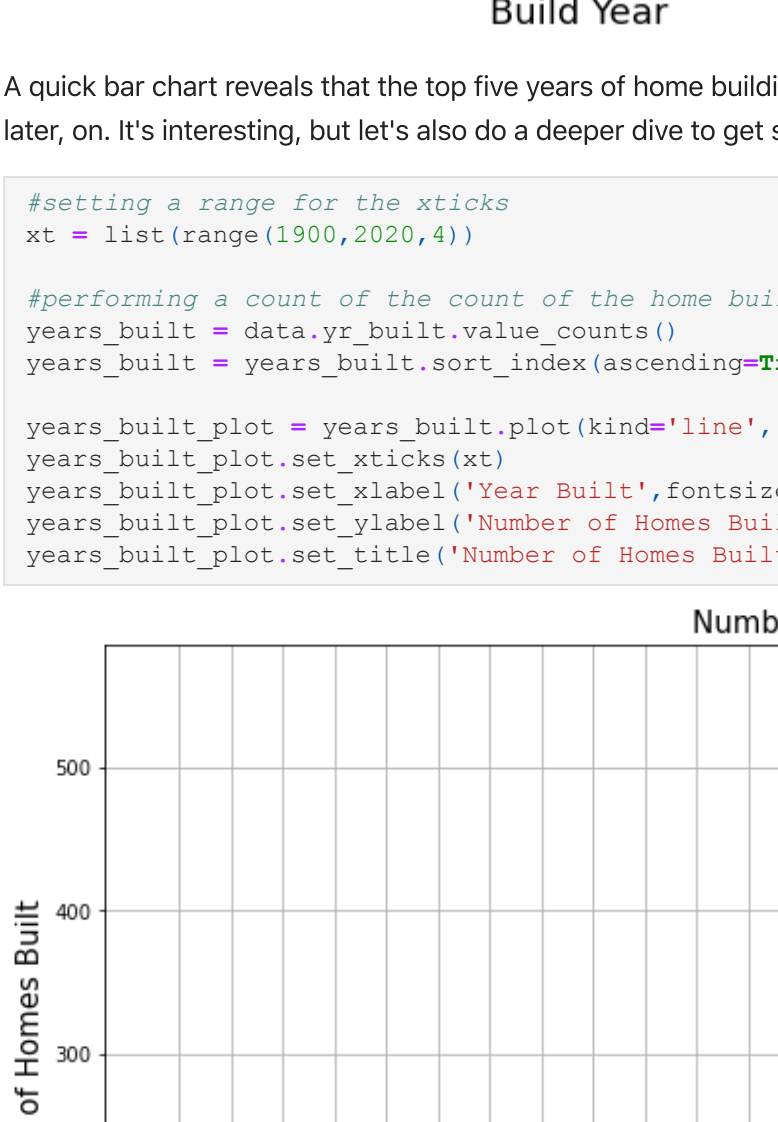 Build Year
A quick bar chart reveals that the top five years of home buildi
later, on. It's interesting, but let's also do a deeper dive to get s
#setting a range for the xticks
xt = list(range(1900,2020,4))
#performing a count of the count of the home bui
years_built = data.yr_built.value_counts()
years_built = years_built.sort_index(ascending=T
years_built_plot = years_built.plot(kind='line',
years_built_plot.set_xticks(xt)
years_built_plot.set_xlabel('Year Built',fontsize
years_built_plot.set_ylabel('Number of Homes Bui
years_built_plot.set_title('Number of Homes Buil
Numb
500
400
300
of Homes Built